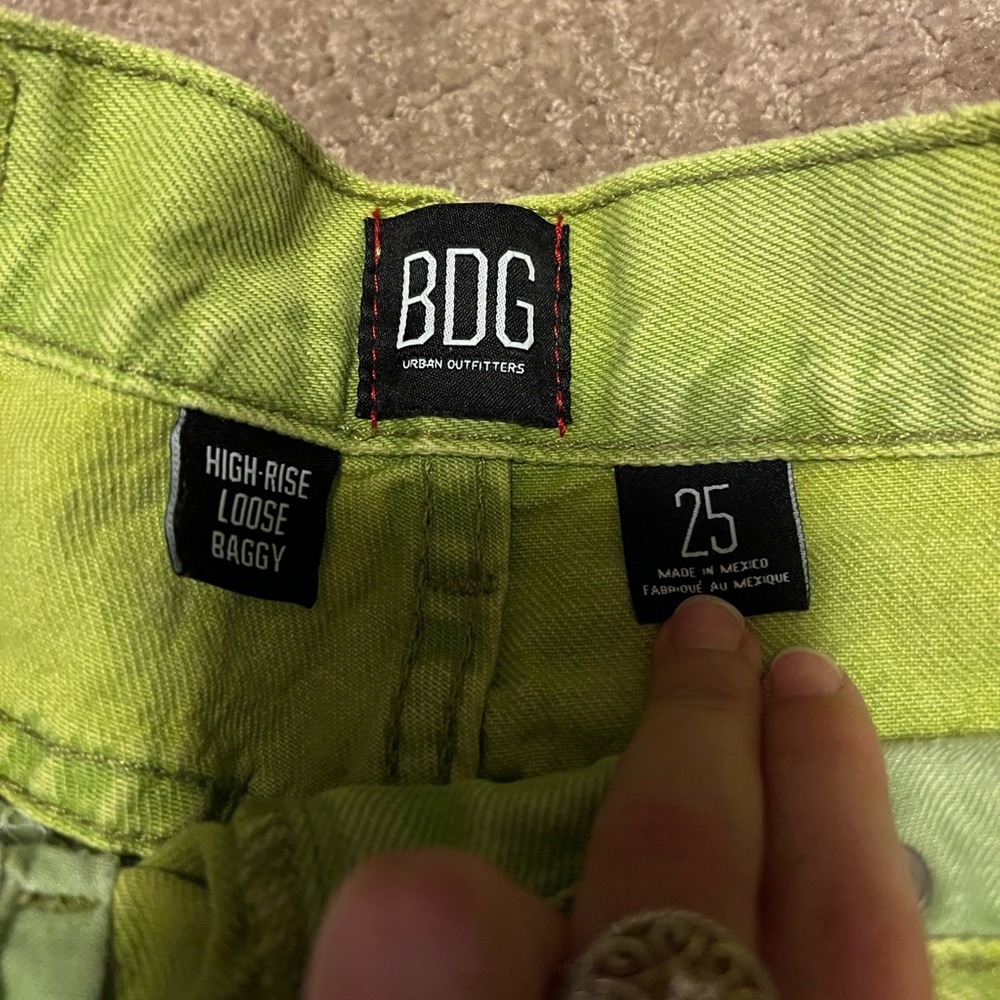 BDG
URBAN OUTFITTERS
HIGH-RISE
LOOSE
BAGGY
25
MADE IN MEXICO
FABRIQUÉ AU MEXIQUE